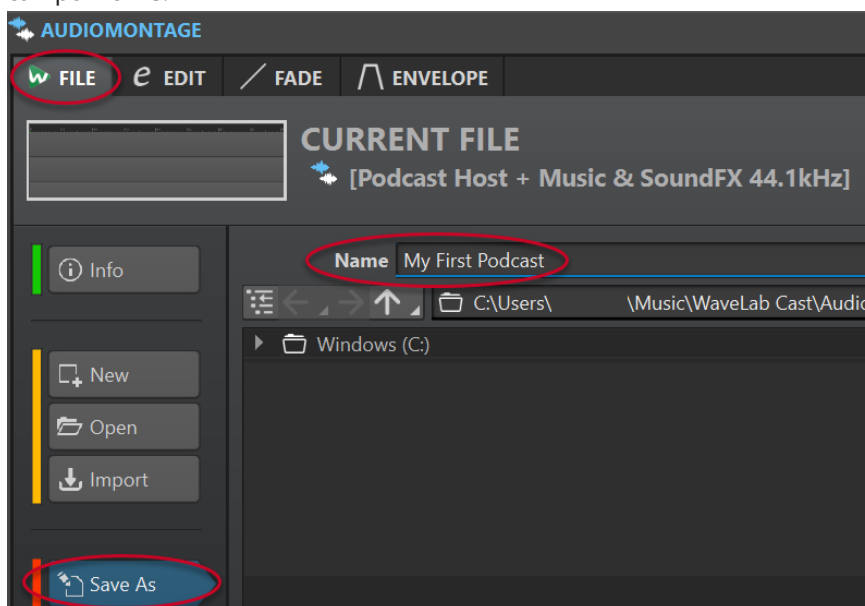 AUDIOMONTAGE
FILE EDIT FADE ENVELOPE
CURRENT FILE
[Podcast Host + Music & SoundFX 44.1kHz]
Info
Name My First Podcast
C:\Users\ \Music\WaveLab Cast\Audio
Windows (C:)
New
Open
Import
Save As